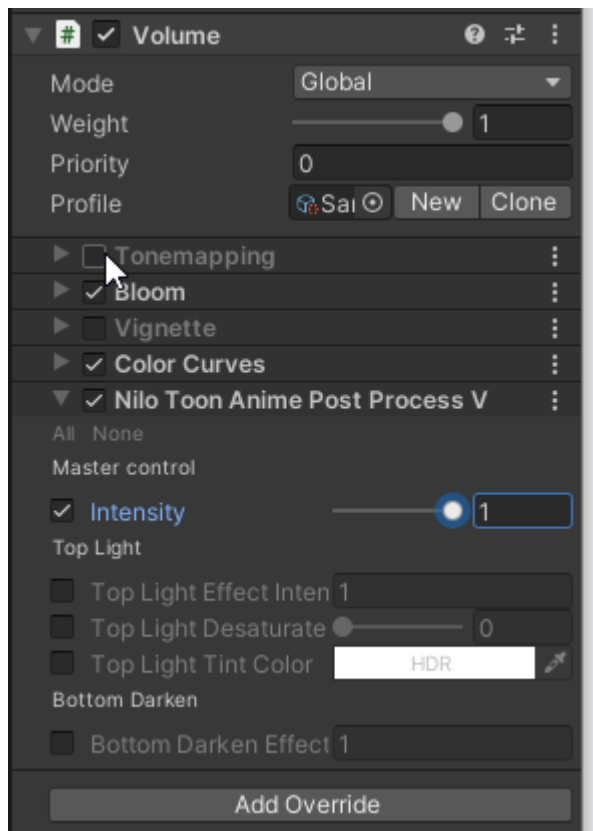 # Volume
Mode Global
Weight 1
Priority 0
Profile Sai New Clone
Tonemapping
Bloom
Vignette
Color Curves
Nilo Toon Anime Post Process V
All None
Master control
Intensity 1
Top Light
Top Light Effect Inten 1
Top Light Desaturate 0
Top Light Tint Color HDR
Bottom Darken
Bottom Darken Effect 1
Add Override